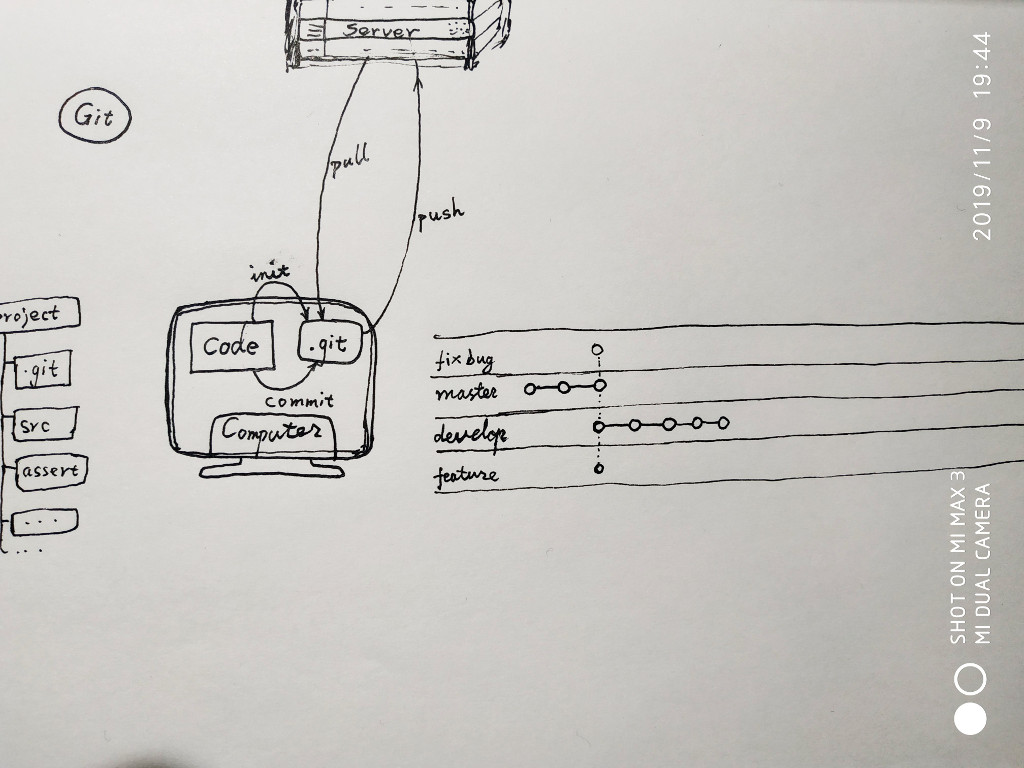 Server
Git
pull
push
init
project
.git
src
assert
...
...
Code
.git
commit
Computer
fix bug
master
develop
feature
2019/11/9 19:44
SHOT ON MI MAX 3
MI DUAL CAMERA